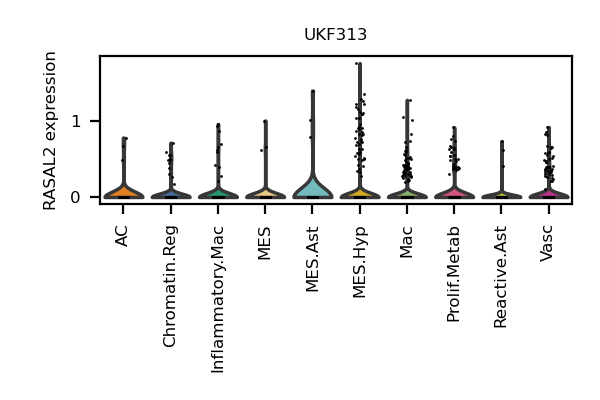 UKF313
RASAL2 expression
1
0
AC
Chromatin.Reg
Inflammatory.Mac
MES
MES.Ast
MES.Hyp
Mac
Prolif.Metab
Reactive.Ast
Vasc